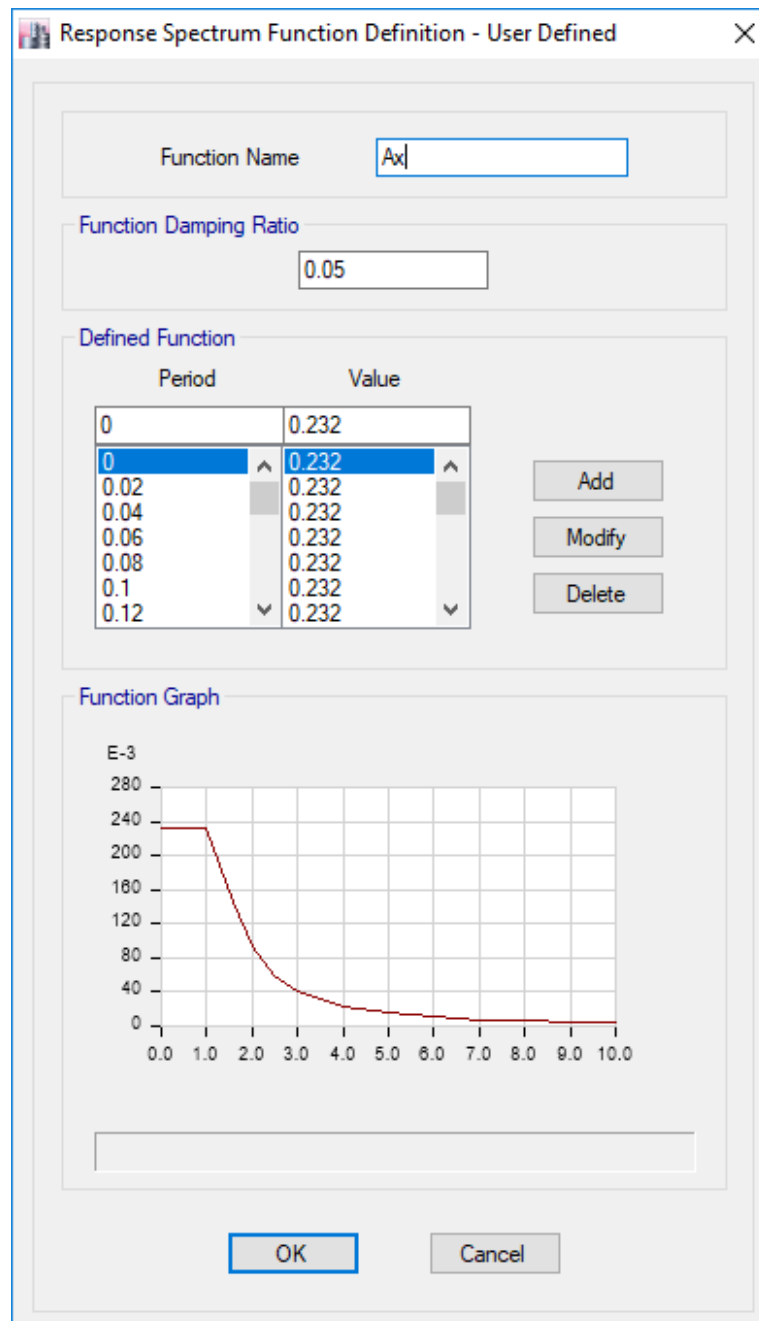 Response Spectrum Function Definition - User Defined
Function Name Ax
Function Damping Ratio
0.05
Defined Function
Period Value
0 0.232
0 0.232
0.02 0.232
0.04 0.232
0.06 0.232
0.08 0.232
0.1 0.232
0.12 0.232
Add
Modify
Delete
Function Graph
E-3
280
240
200
160
120
80
40
0
0.0 1.0 2.0 3.0 4.0 5.0 6.0 7.0 8.0 9.0 10.0
OK Cancel